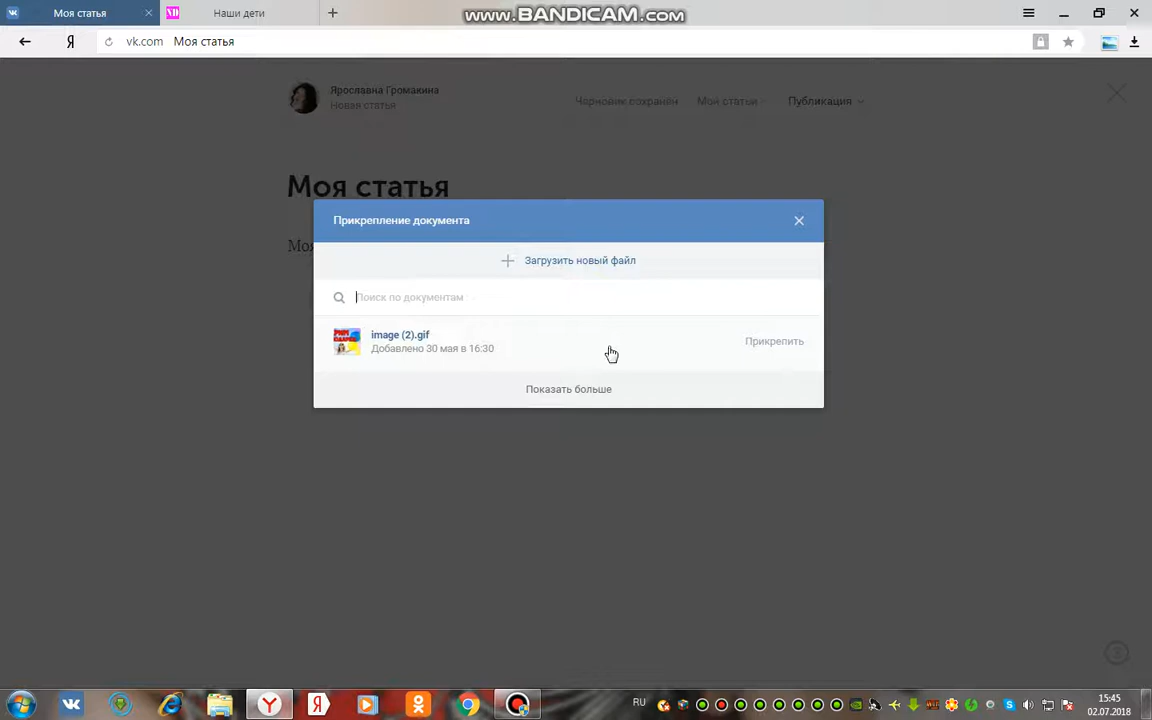 Моя статья
Наши дети
www.BANDICAM.com
vk.com Моя статья
Ярославна Громакина
Новая статья
Черновик сохранён
Мои статьи
Публикация
Моя статья
Моя
Прикрепление документа
Загрузить новый файл
Поиск по документам
image (2).gif
Добавлено 30 мая в 16:30
Прикрепить
Показать больше
RU
15:45
02.07.2018